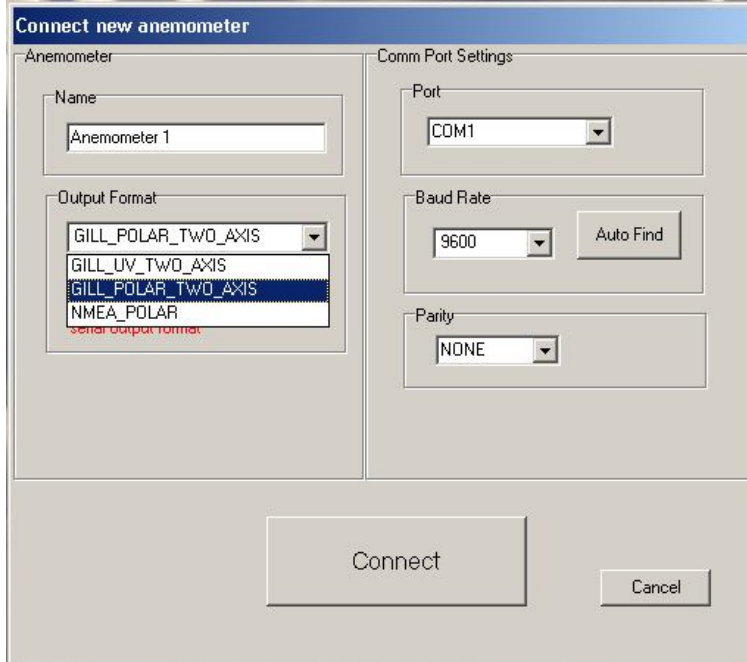 Connect new anemometer
Anemometer
Name
Anemometer 1
Output Format
GILL_POLAR_TWO_AXIS
GILL_UV_TWO_AXIS
GILL_POLAR_TWO_AXIS
NMEA_POLAR
serial output format
Comm Port Settings
Port
COM1
Baud Rate
9600
Auto Find
Parity
NONE
Connect
Cancel